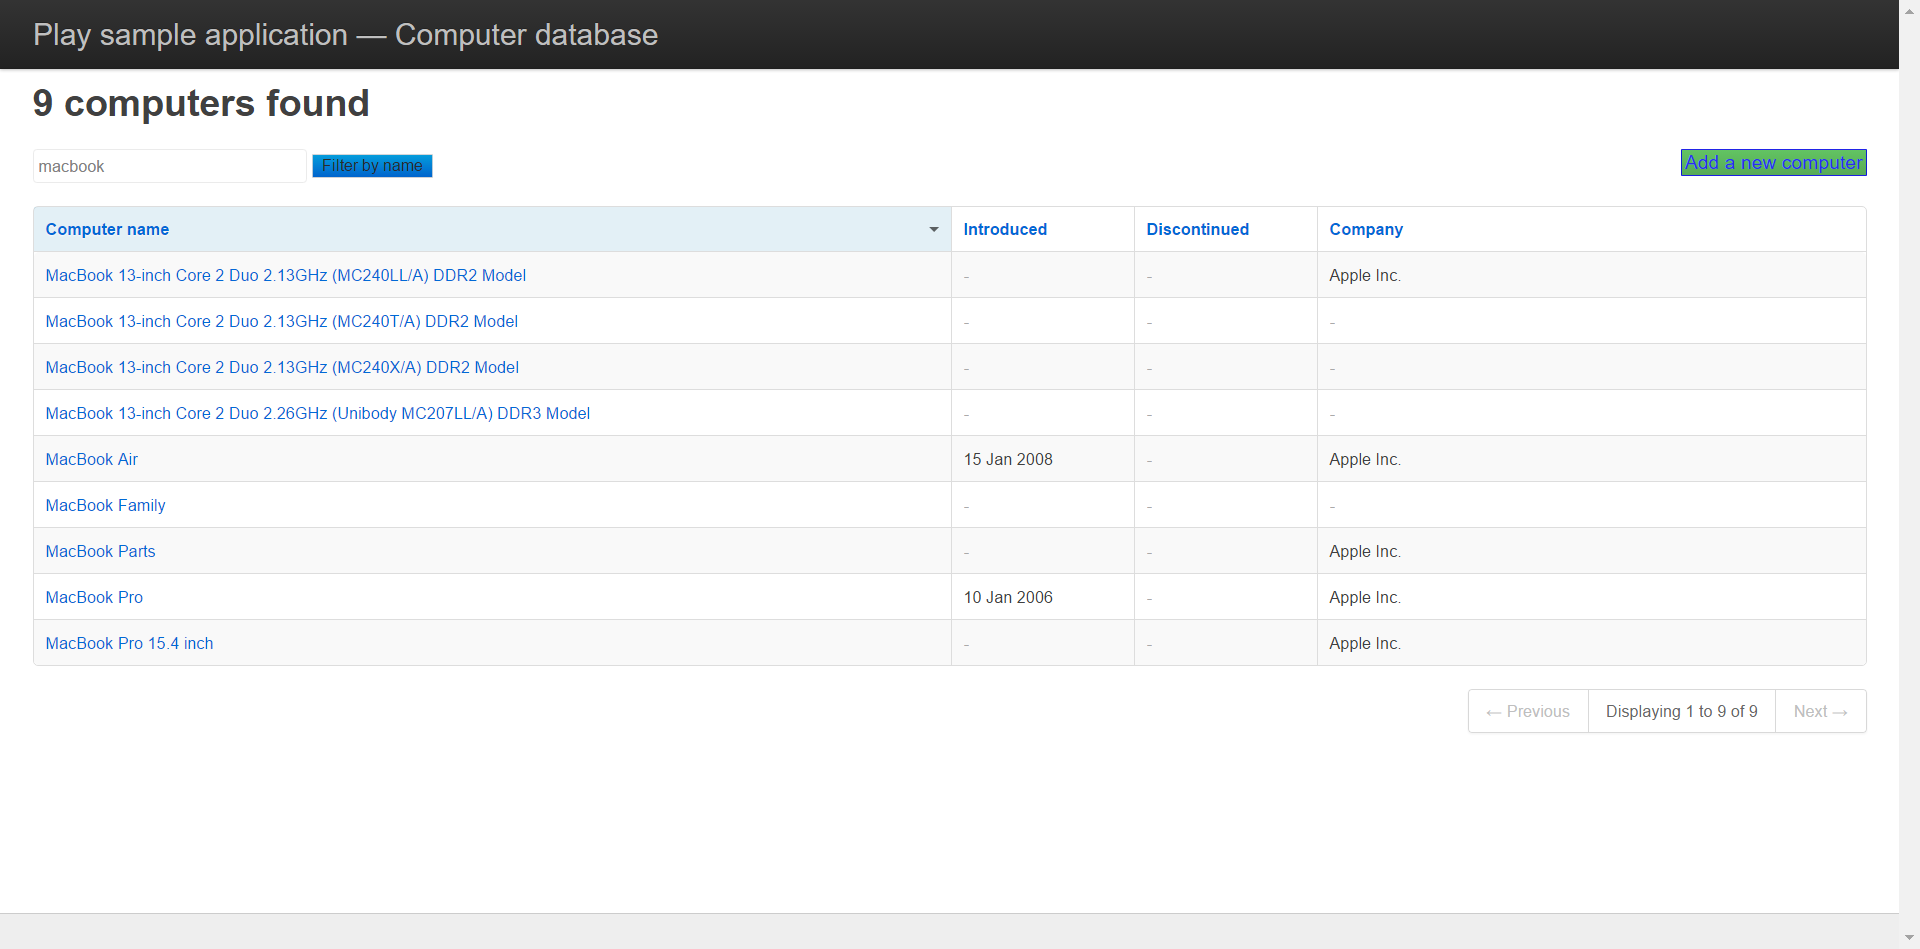 Play sample application — Computer database
9 computers found
macbook Filter by name Add a new computer
Computer name Introduced Discontinued Company
MacBook 13-inch Core 2 Duo 2.13GHz (MC240LL/A) DDR2 Model - - Apple Inc.
MacBook 13-inch Core 2 Duo 2.13GHz (MC240T/A) DDR2 Model - - -
MacBook 13-inch Core 2 Duo 2.13GHz (MC240X/A) DDR2 Model - - -
MacBook 13-inch Core 2 Duo 2.26GHz (Unibody MC207LL/A) DDR3 Model - - -
MacBook Air 15 Jan 2008 - Apple Inc.
MacBook Family - - -
MacBook Parts - - Apple Inc.
MacBook Pro 10 Jan 2006 - Apple Inc.
MacBook Pro 15.4 inch - - Apple Inc.
← Previous Displaying 1 to 9 of 9 Next →